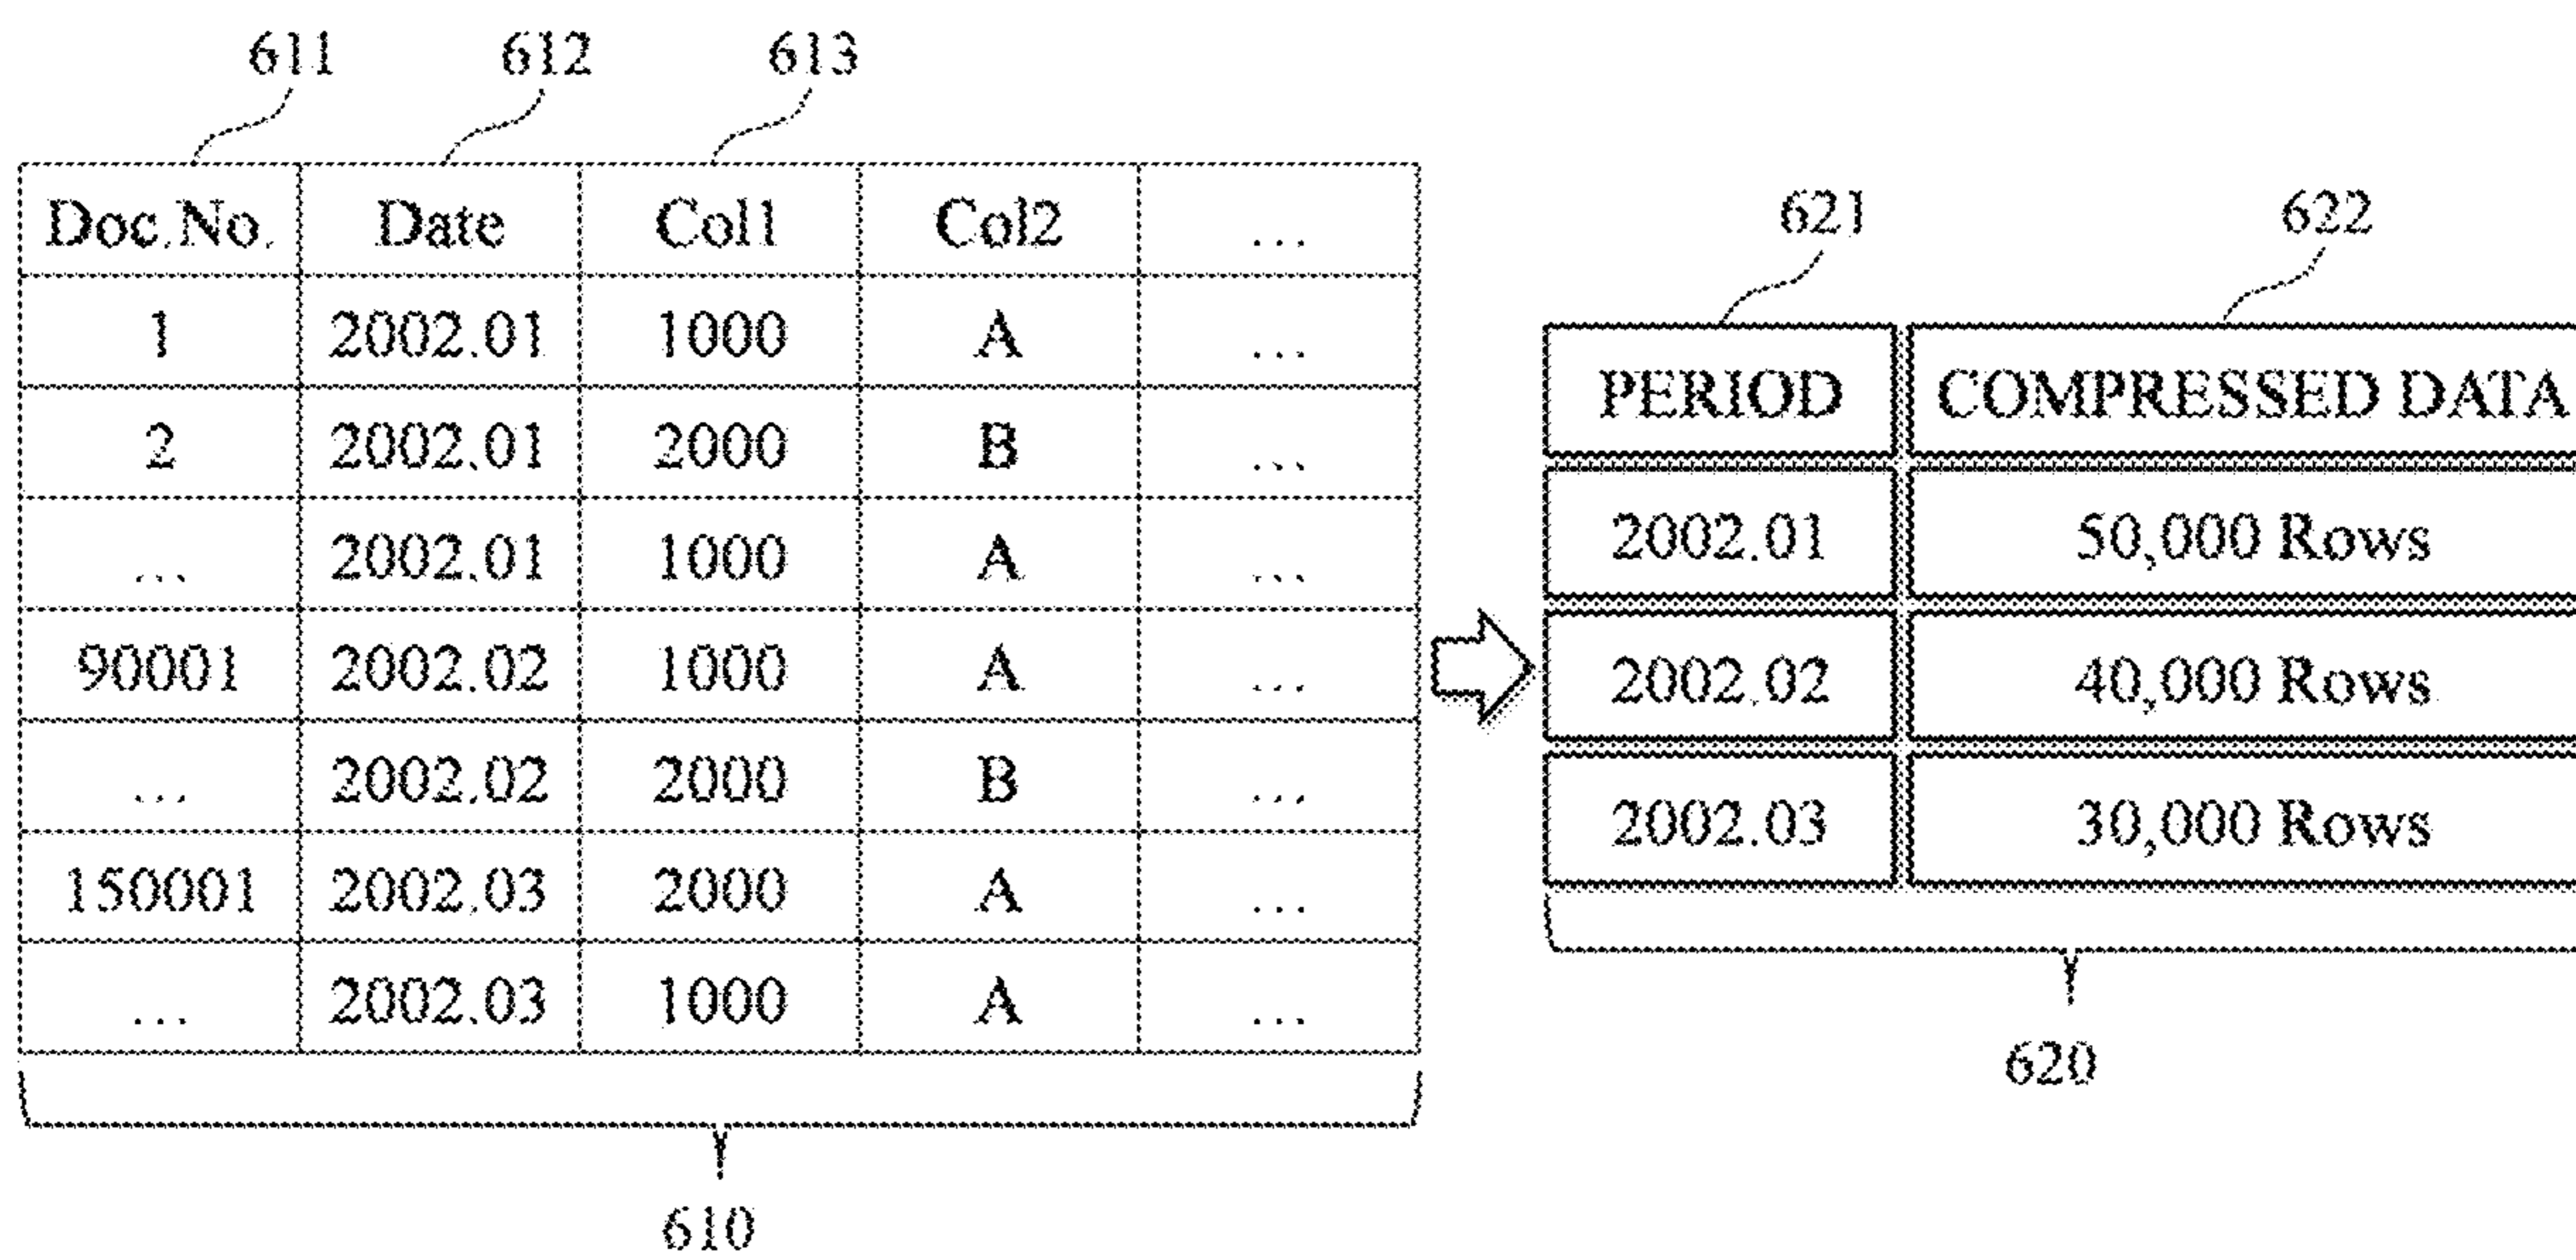 611 612 613
Doc.No. Date Col1 Col2 ...
1 2002.01 1000 A ...
2 2002.01 2000 B ...
... 2002.01 1000 A ...
90001 2002.02 1000 A ...
... 2002.02 2000 B ...
150001 2002.03 2000 A ...
... 2002.03 1000 A ...
610
621 622
PERIOD COMPRESSED DATA
2002.01 50,000 Rows
2002.02 40,000 Rows
2002.03 30,000 Rows
620